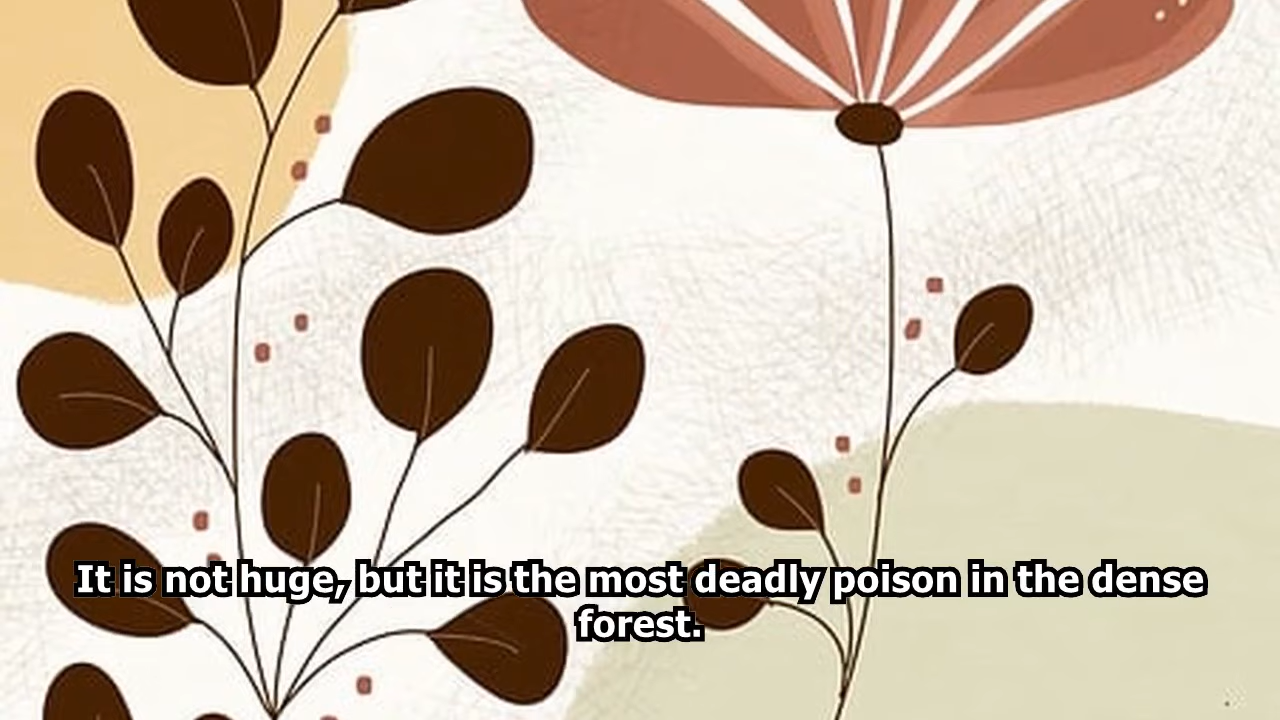 It is not huge, but it is the most deadly poison in the dense
forest.